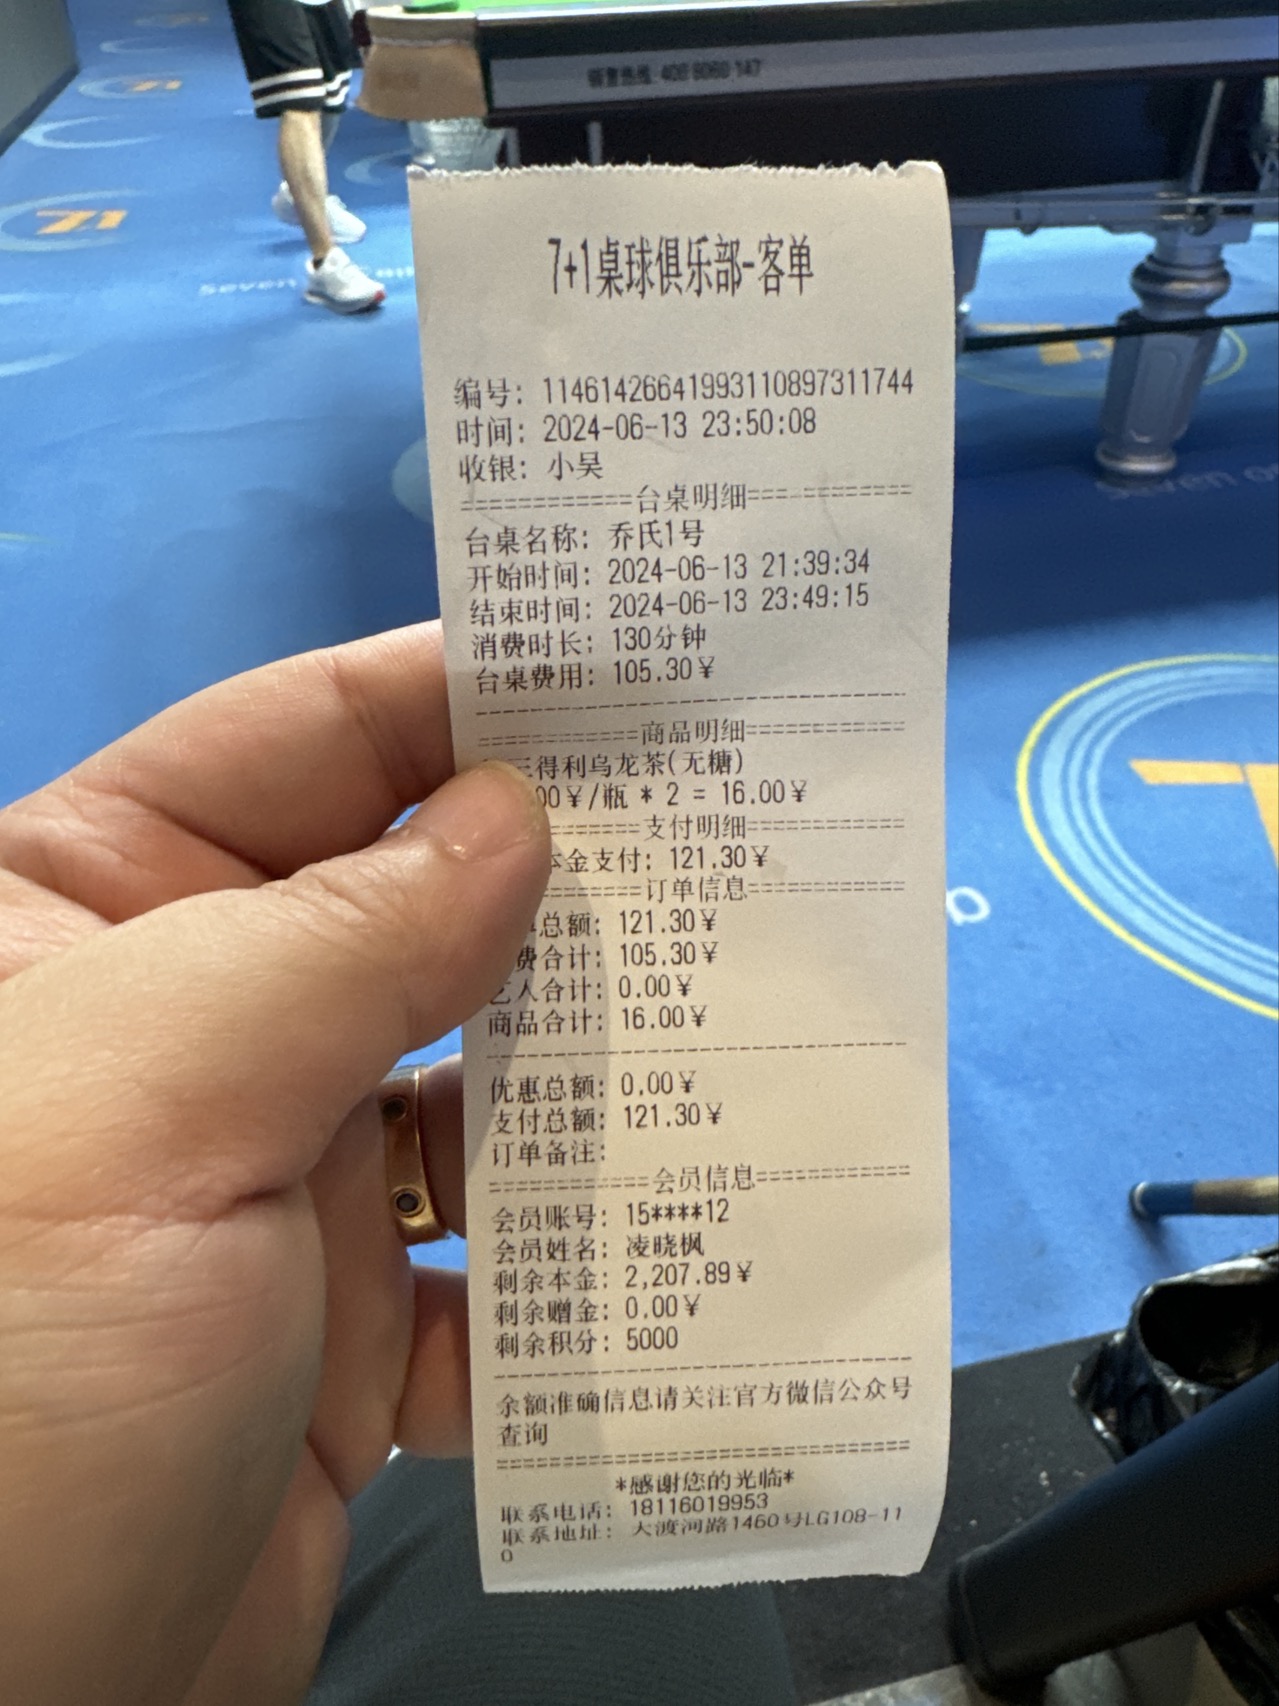 销售热线 400 8060 147
7+1桌球俱乐部-客单
编号: 11461426641993110897311744
时间: 2024-06-13 23:50:08
收银: 小昊
============台桌明细============
台桌名称: 乔氏1号
开始时间: 2024-06-13 21:39:34
结束时间: 2024-06-13 23:49:15
消费时长: 130分钟
台桌费用: 105.30¥
------------------------------------
============商品明细============
三得利乌龙茶(无糖)
00¥/瓶 * 2 = 16.00¥
=======支付明细============
本金支付: 121.30¥
=======订单信息============
总额: 121.30¥
费合计: 105.30¥
艺人合计: 0.00¥
商品合计: 16.00¥
------------------------------------
优惠总额: 0.00¥
支付总额: 121.30¥
订单备注:
============会员信息============
会员账号: 15****12
会员姓名: 凌晓枫
剩余本金: 2,207.89¥
剩余赠金: 0.00¥
剩余积分: 5000
------------------------------------
余额准确信息请关注官方微信公众号
查询
================================
*感谢您的光临*
联系电话: 18116019953
联系地址: 大渡河路1460号LG108-11
0